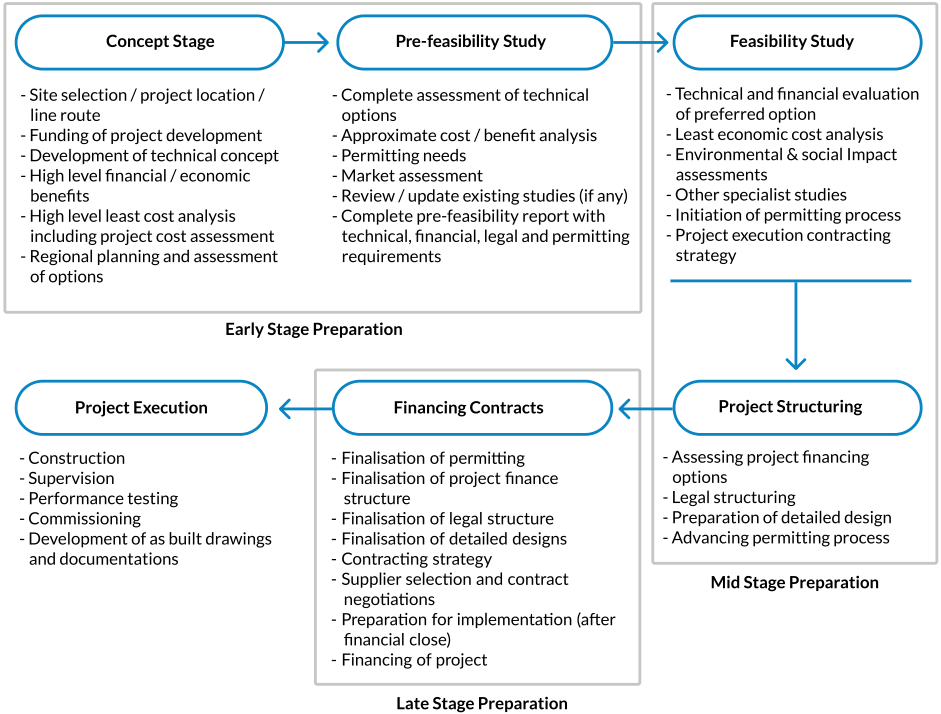 Concept Stage
- Site selection / project location /
line route
- Funding of project development
- Development of technical concept
- High level financial / economic
benefits
- High level least cost analysis
including project cost assessment
- Regional planning and assessment
of options
Pre-feasibility Study
- Complete assessment of technical
options
- Approximate cost / benefit analysis
- Permitting needs
- Market assessment
- Review / update existing studies (if any)
- Complete pre-feasibility report with
technical, financial, legal and permitting
requirements
Early Stage Preparation
Feasibility Study
- Technical and financial evaluation
of preferred option
- Least economic cost analysis
- Environmental & social Impact
assessments
- Other specialist studies
- Initiation of permitting process
- Project execution contracting
strategy
Project Structuring
- Assessing project financing
options
- Legal structuring
- Preparation of detailed design
- Advancing permitting process
Mid Stage Preparation
Financing Contracts
- Finalisation of permitting
- Finalisation of project finance
structure
- Finalisation of legal structure
- Finalisation of detailed designs
- Contracting strategy
- Supplier selection and contract
negotiations
- Preparation for implementation (after
financial close)
- Financing of project
Late Stage Preparation
Project Execution
- Construction
- Supervision
- Performance testing
- Commissioning
- Development of as built drawings
and documentations